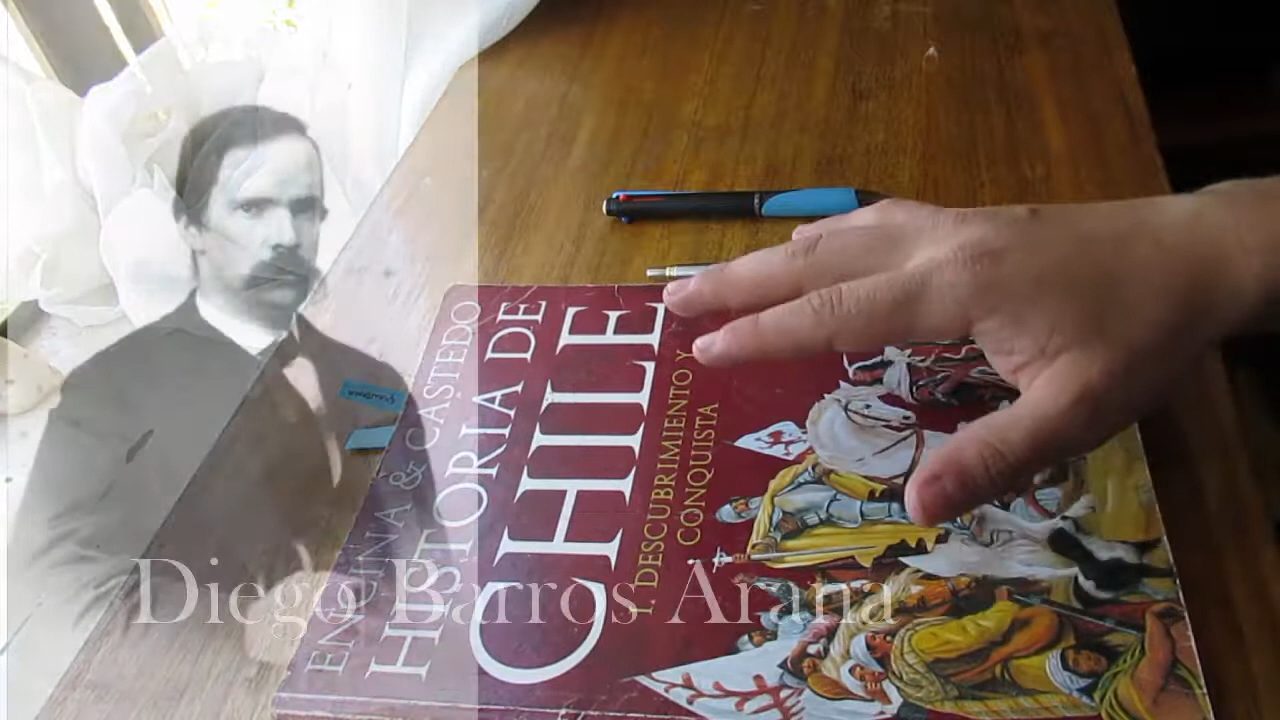 ENCINA & CASTEDO
HISTORIA DE
CHILE
I. DESCUBRIMIENTO Y
CONQUISTA
Diego Barros Arana